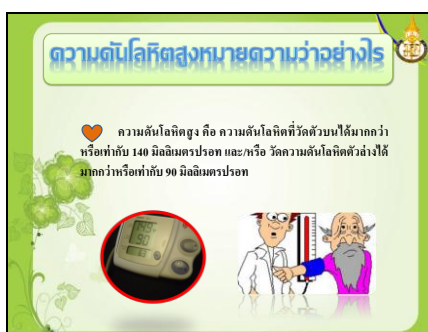 ความดันโลหิตสูงหมายความว่าอย่างไร
ความดันโลหิตสูง คือ ความดันโลหิตที่วัดตัวบนได้มากกว่า
หรือเท่ากับ 140 มิลลิเมตรปรอท และ/หรือ วัดความดันโลหิตตัวล่างได้
มากกว่าหรือเท่ากับ 90 มิลลิเมตรปรอท